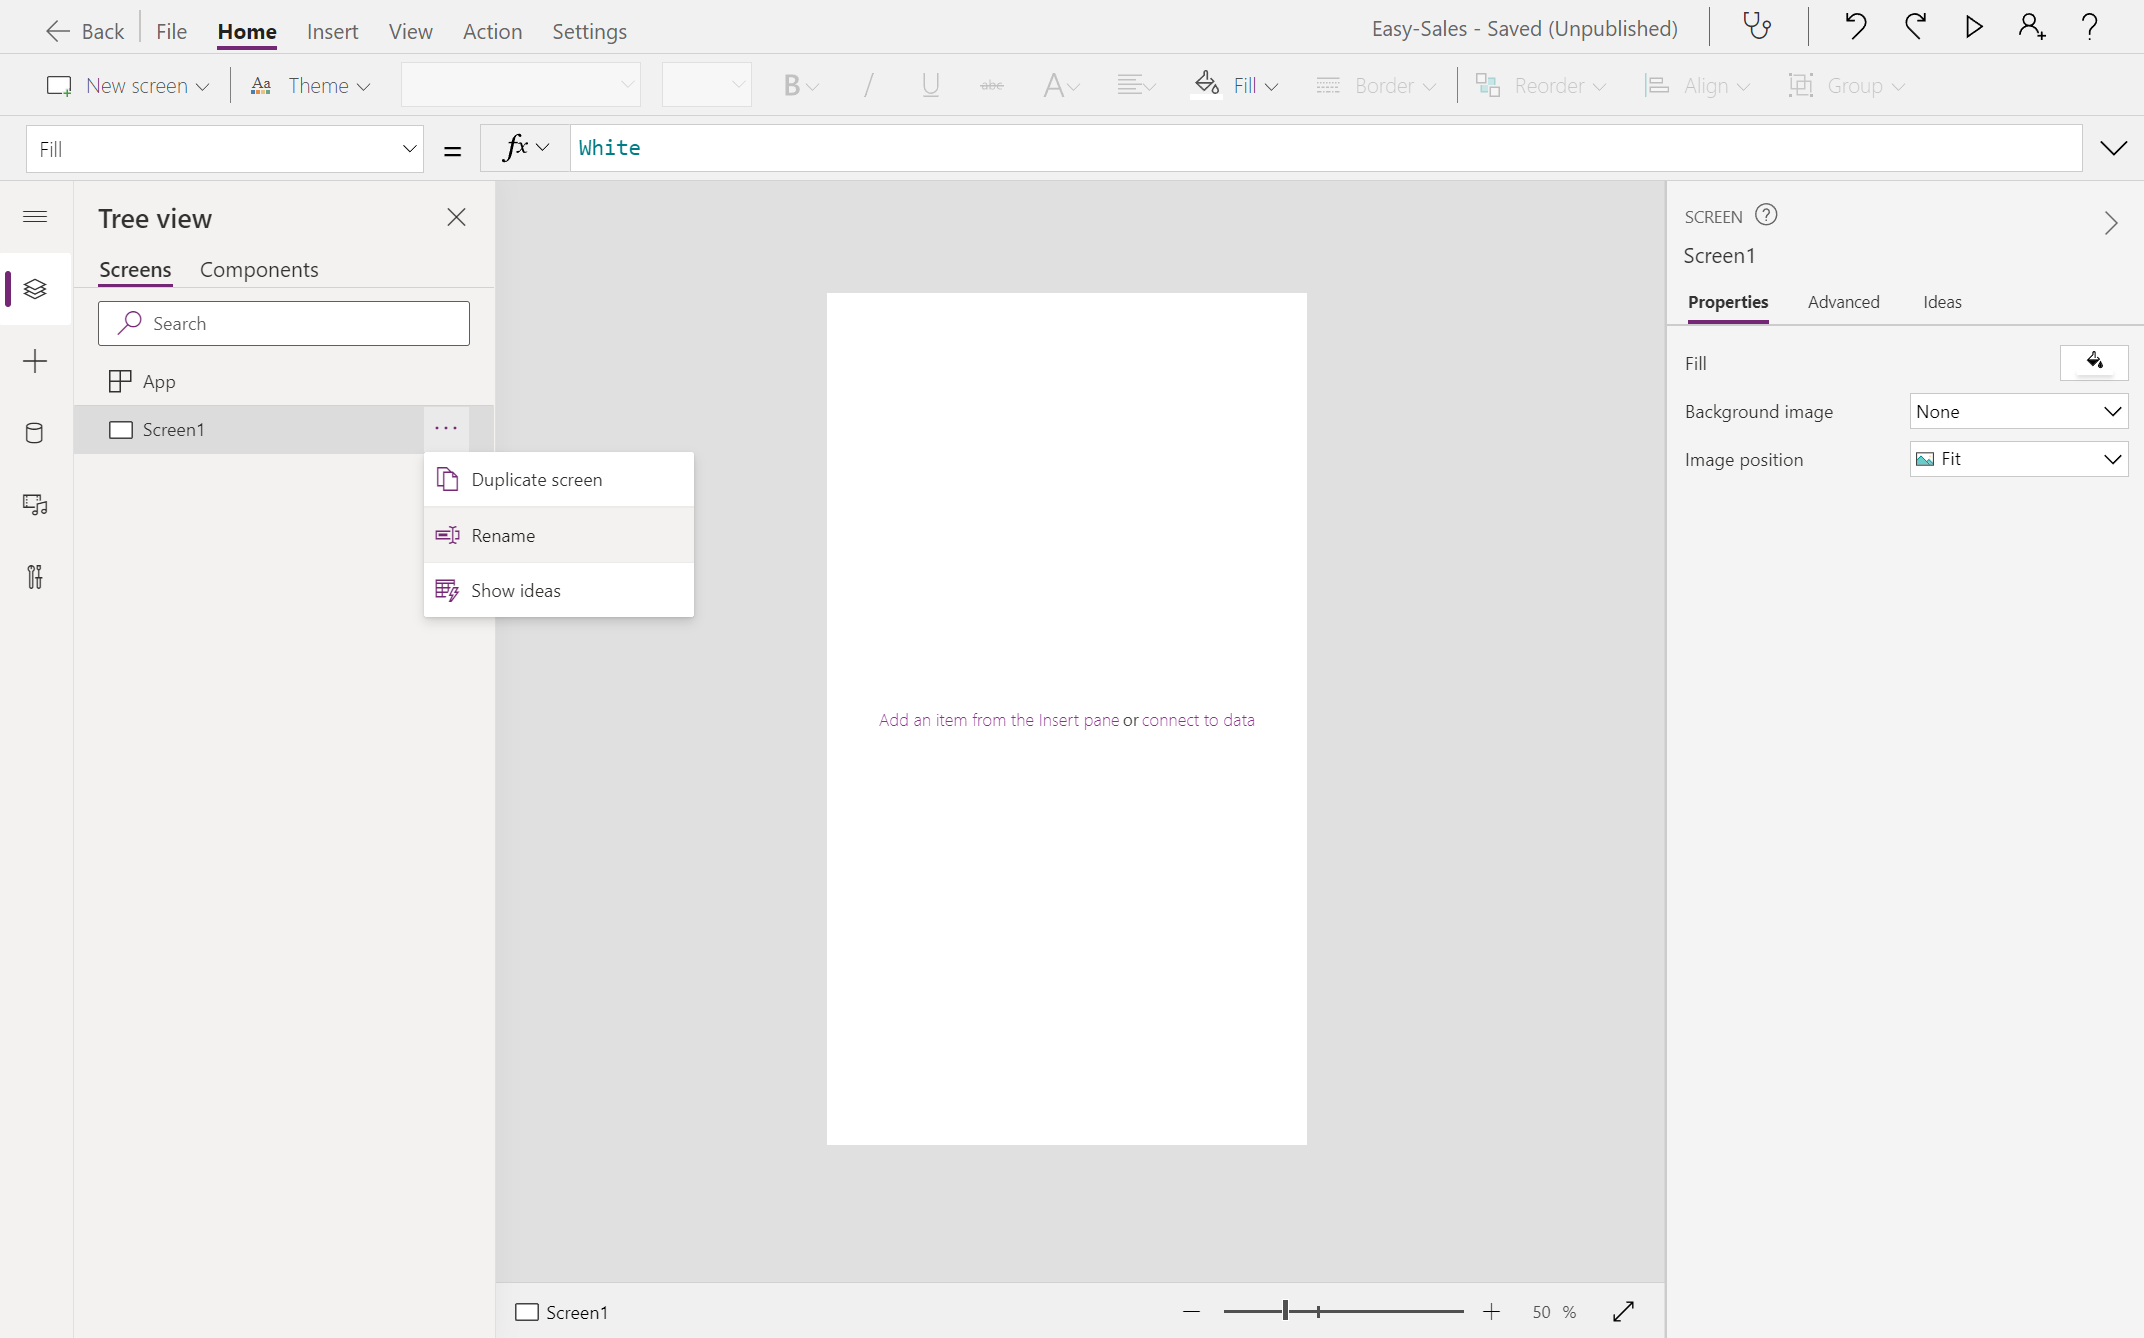 Back File Home Insert View Action Settings Easy-Sales - Saved (Unpublished)
New screen Aa Theme B / U abc A Fill Border Reorder Align Group
Fill = fx White
Tree view
Screens Components
Search
App
Screen1
Duplicate screen
Rename
Show ideas
Add an item from the Insert pane or connect to data
Screen1 50 %
SCREEN
Screen1
Properties Advanced Ideas
Fill
Background image None
Image position Fit